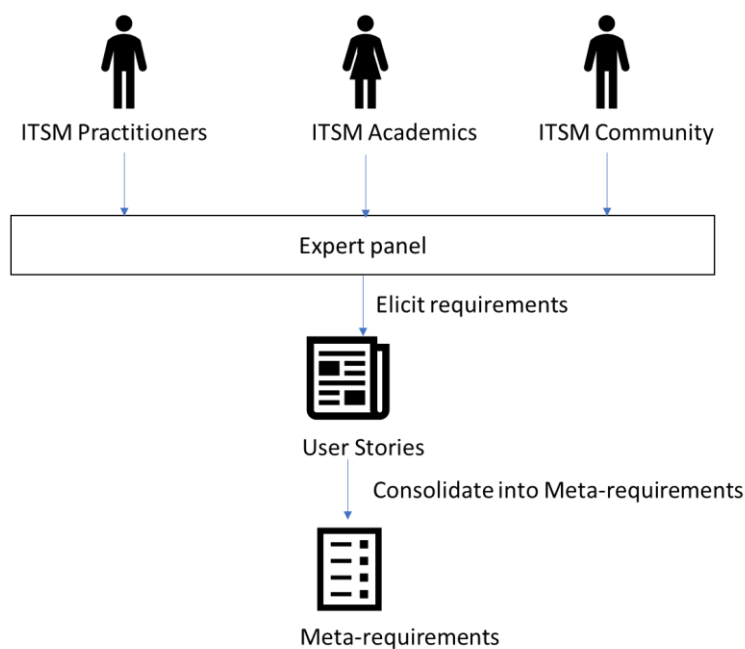 ITSM Practitioners
ITSM Academics
ITSM Community
Expert panel
Elicit requirements
User Stories
Consolidate into Meta-requirements
Meta-requirements